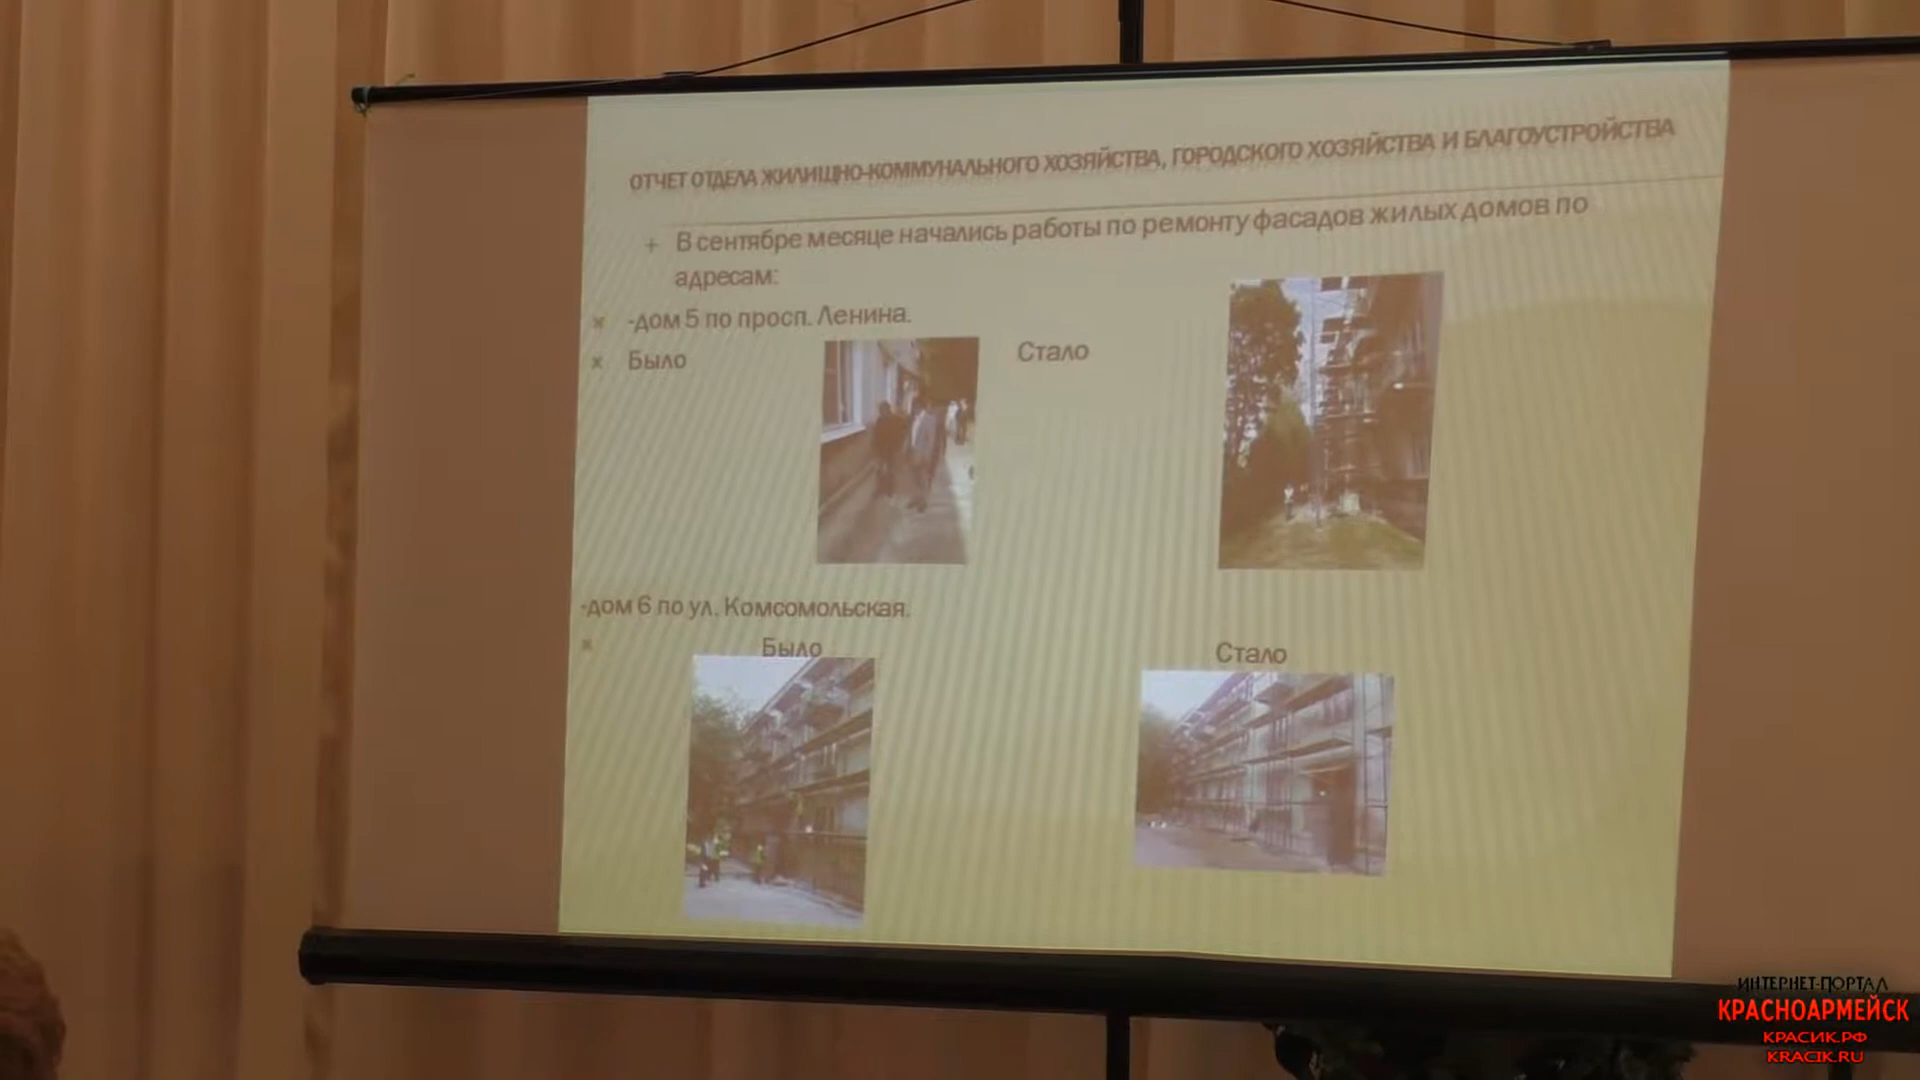 ОТЧЕТ ОТДЕЛА ЖИЛИЩНО-КОММУНАЛЬНОГО ХОЗЯЙСТВА, ГОРОДСКОГО ХОЗЯЙСТВА И БЛАГОУСТРОЙСТВА
+ В сентябре месяце начались работы по ремонту фасадов жилых домов по
адресам:
-дом 5 по просп. Ленина.
Было
Стало
-дом 6 по ул. Комсомольская.
Было
Стало
ИНТЕРНЕТ-ПОРТАЛ
КРАСНОАРМЕЙСК
КРАСИК.РФ
KRACIK.RU